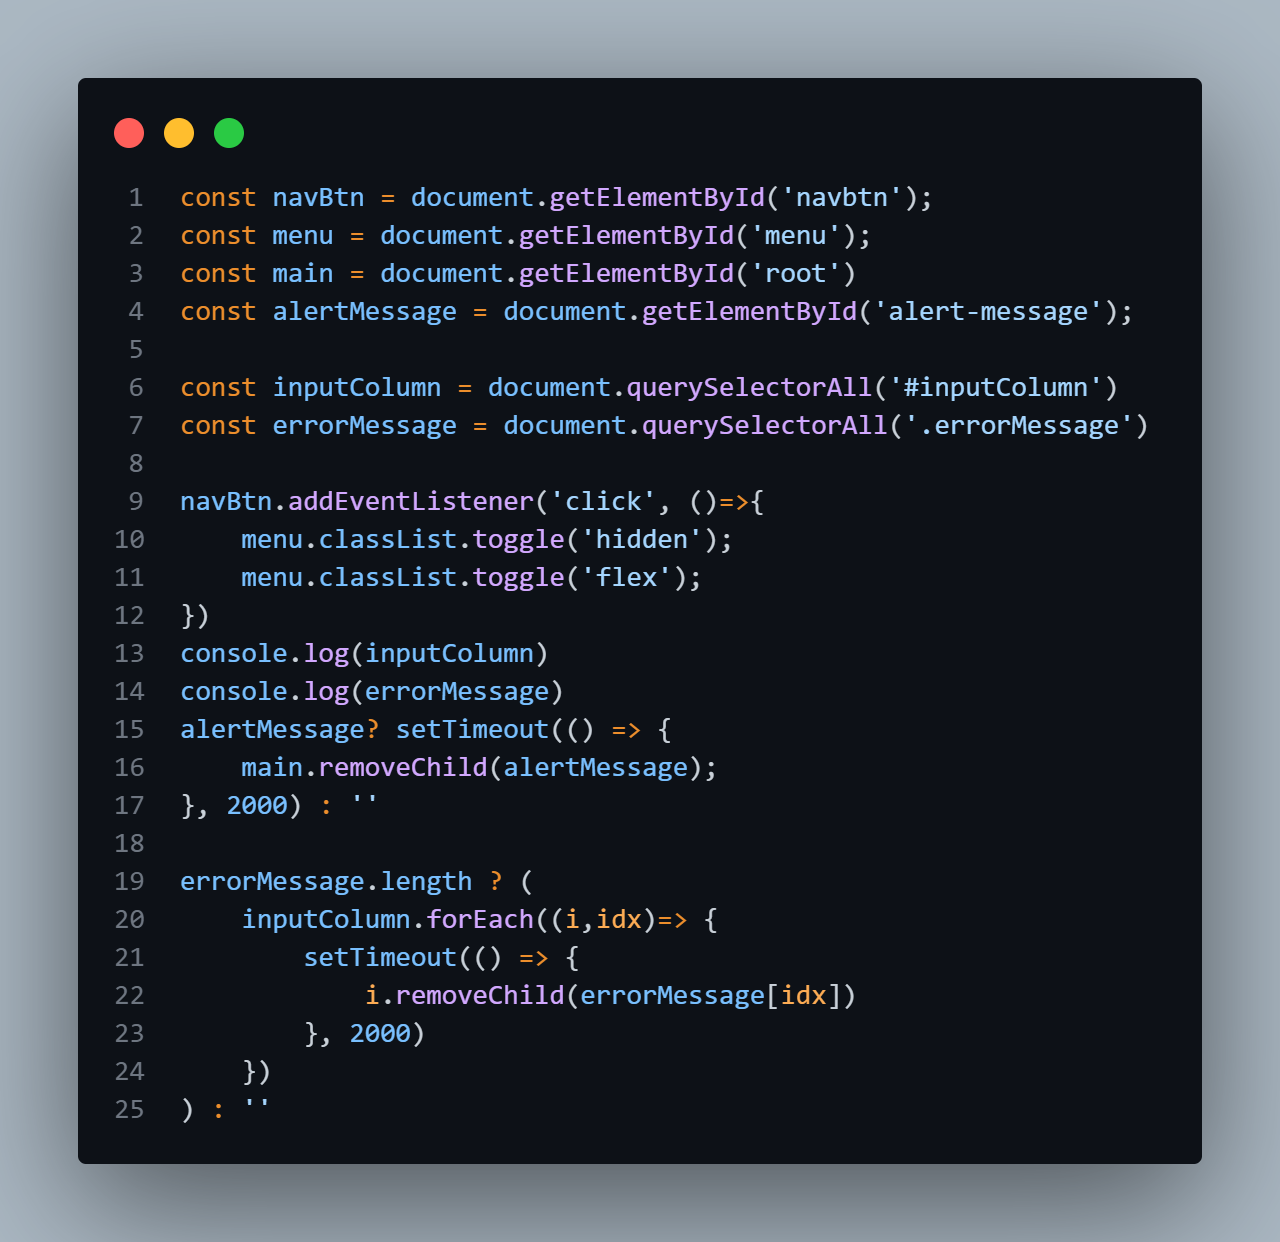 1 const navBtn = document.getElementById('navbtn');
2 const menu = document.getElementById('menu');
3 const main = document.getElementById('root')
4 const alertMessage = document.getElementById('alert-message');
5
6 const inputColumn = document.querySelectorAll('#inputColumn')
7 const errorMessage = document.querySelectorAll('.errorMessage')
8
9 navBtn.addEventListener('click', ()=>{
10     menu.classList.toggle('hidden');
11     menu.classList.toggle('flex');
12 })
13 console.log(inputColumn)
14 console.log(errorMessage)
15 alertMessage? setTimeout(() => {
16     main.removeChild(alertMessage);
17 }, 2000) : ''
18
19 errorMessage.length ? (
20     inputColumn.forEach((i,idx)=> {
21         setTimeout(() => {
22             i.removeChild(errorMessage[idx])
23         }, 2000)
24     })
25 ) : ''